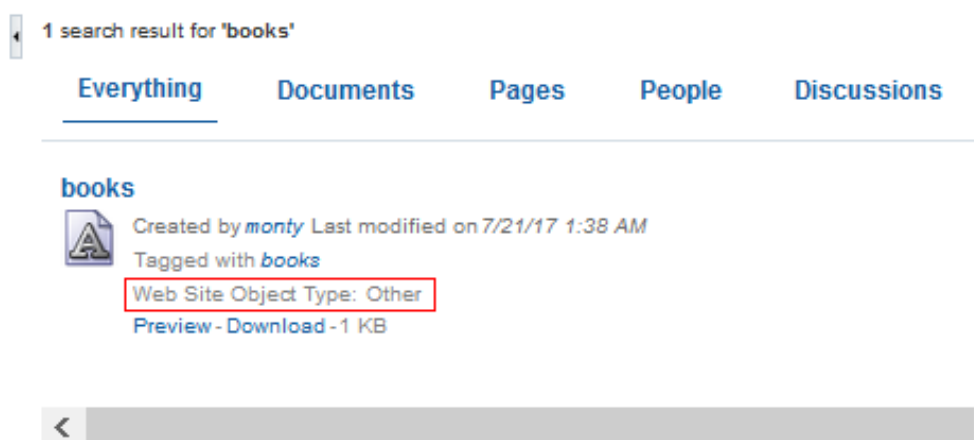 1 search result for 'books'
Everything Documents Pages People Discussions
books
Created by monty Last modified on 7/21/17 1:38 AM
Tagged with books
Web Site Object Type: Other
Preview - Download - 1 KB